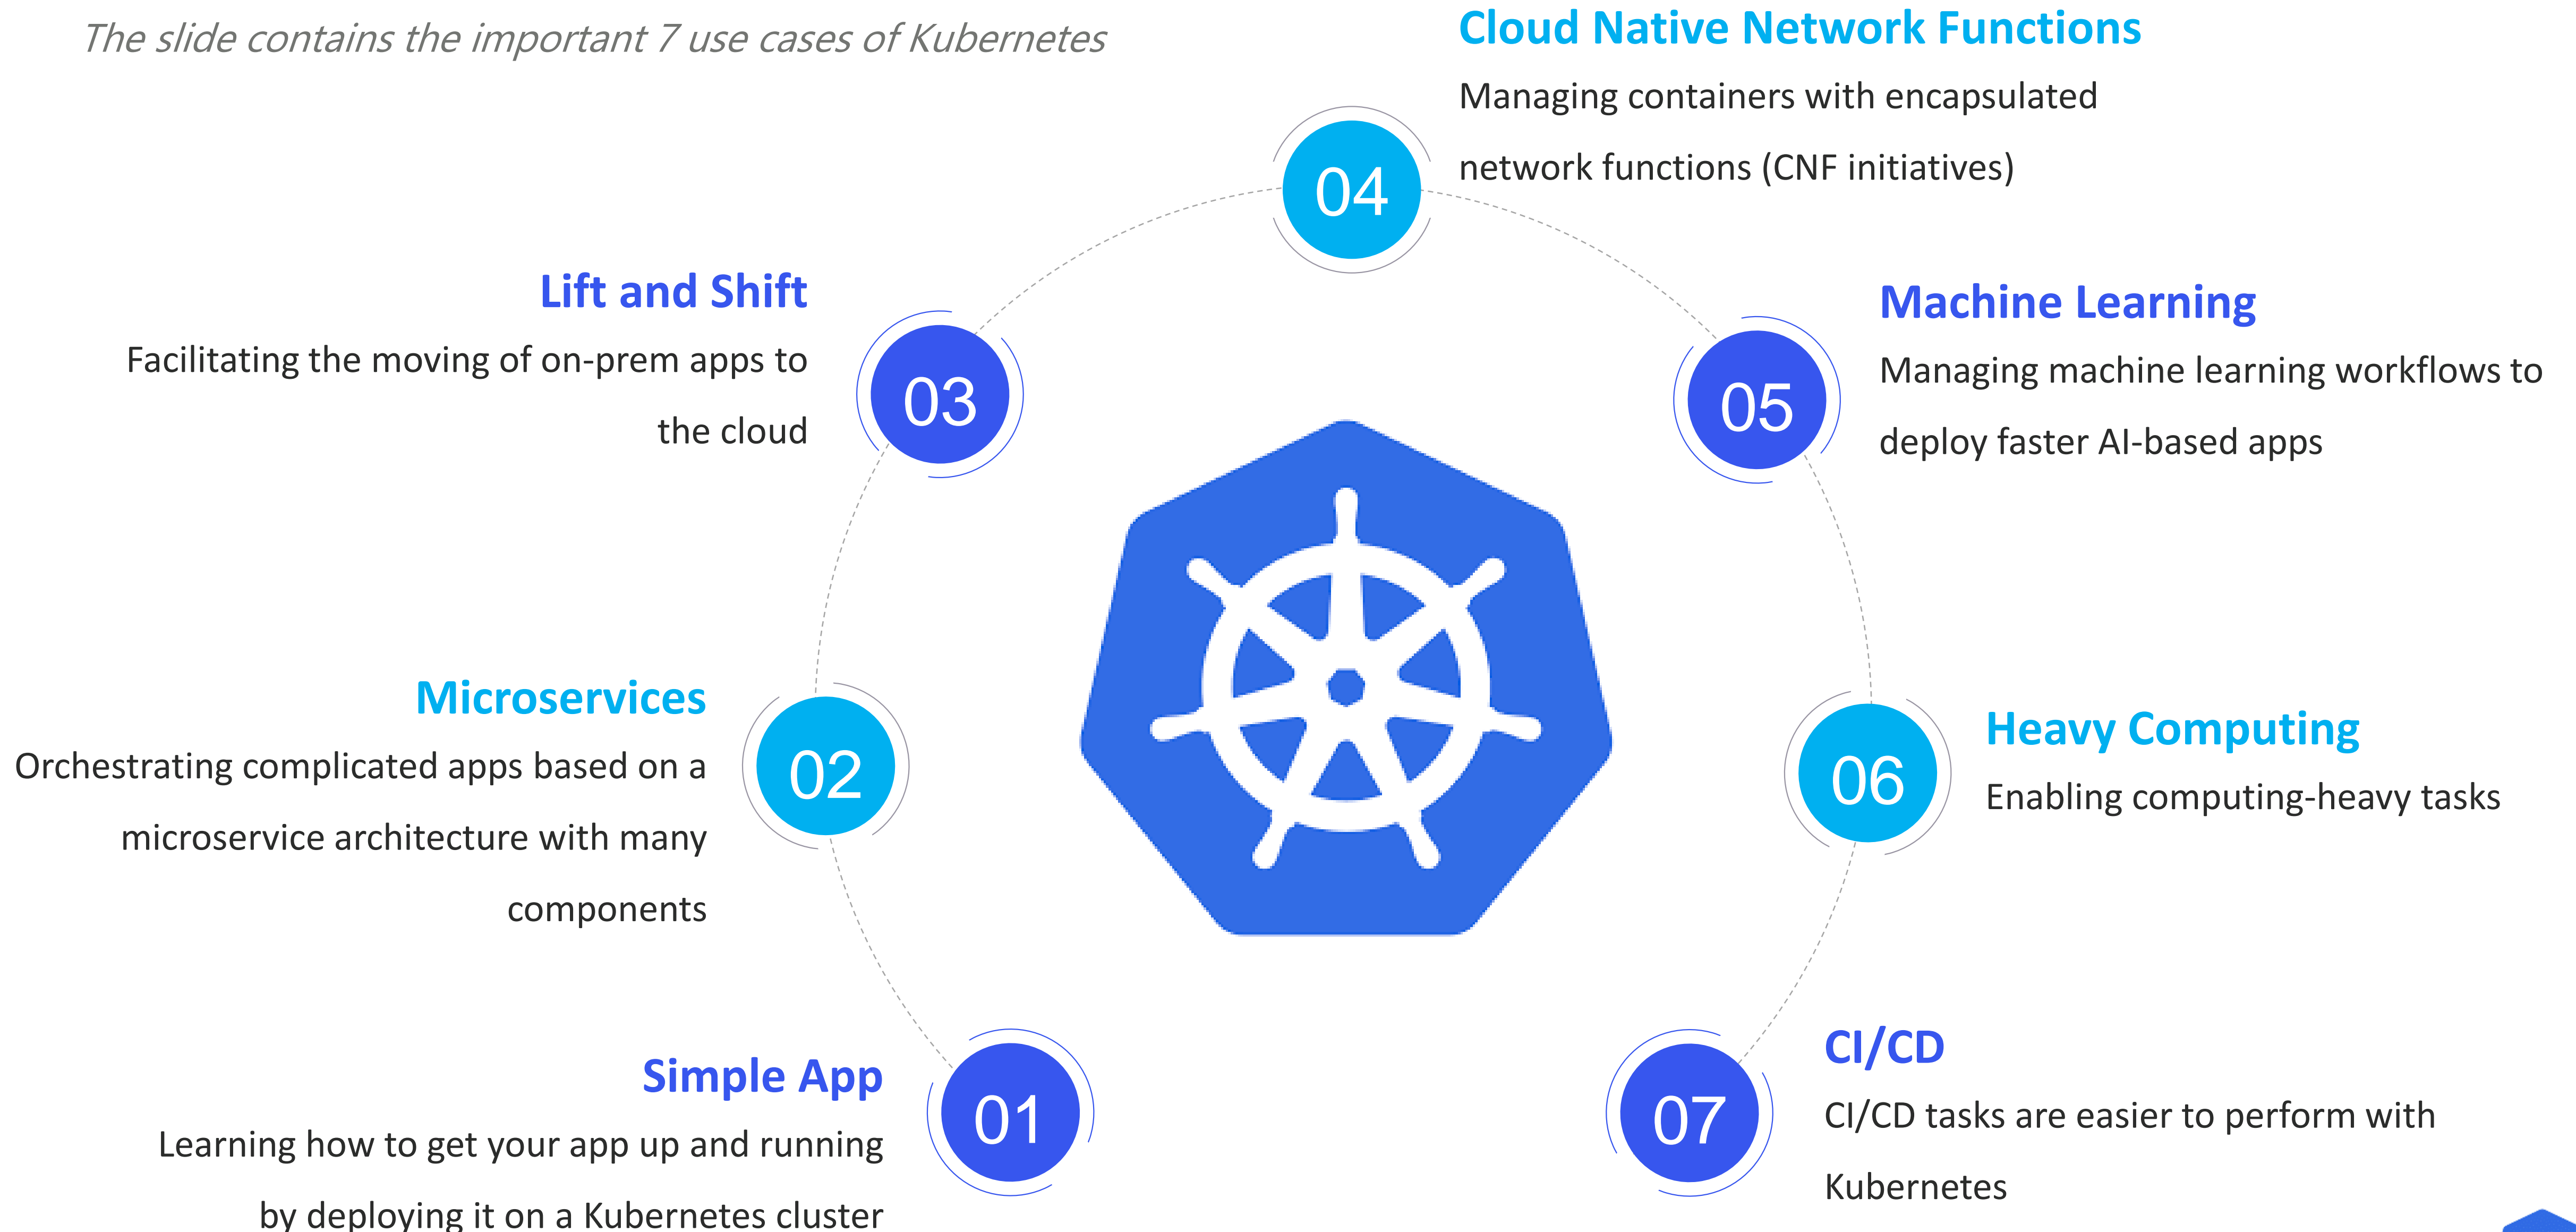 The slide contains the important 7 use cases of Kubernetes
01
Simple App
Learning how to get your app up and running
by deploying it on a Kubernetes cluster
02
Microservices
Orchestrating complicated apps based on a
microservice architecture with many
components
03
Lift and Shift
Facilitating the moving of on-prem apps to
the cloud
04
Cloud Native Network Functions
Managing containers with encapsulated
network functions (CNF initiatives)
05
Machine Learning
Managing machine learning workflows to
deploy faster AI-based apps
06
Heavy Computing
Enabling computing-heavy tasks
07
CI/CD
CI/CD tasks are easier to perform with
Kubernetes